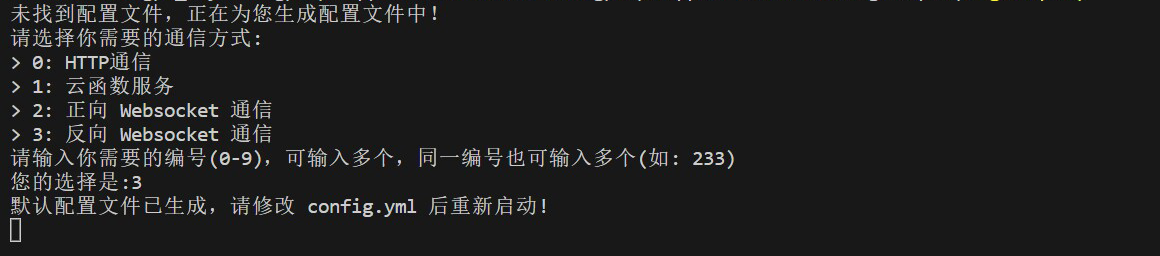 未找到配置文件，正在为您生成配置文件中!
请选择你需要的通信方式:
> 0: HTTP通信
> 1: 云函数服务
> 2: 正向 Websocket 通信
> 3: 反向 Websocket 通信
请输入你需要的编号(0-9)，可输入多个，同一编号也可输入多个(如: 233)
您的选择是:3
默认配置文件已生成，请修改 config.yml 后重新启动!